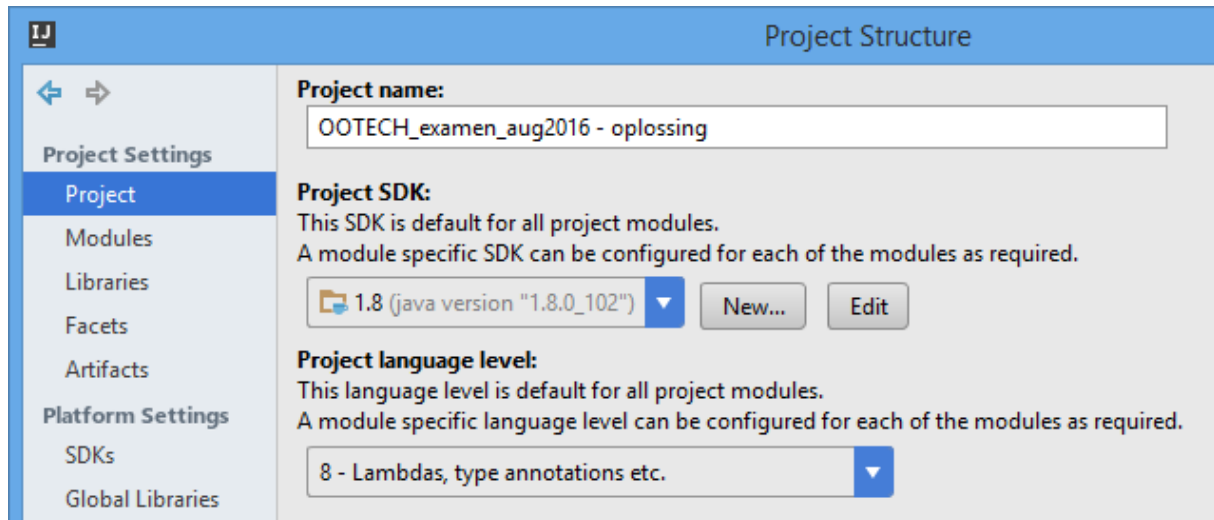 IJ
Project Structure
Project Settings
Project
Modules
Libraries
Facets
Artifacts
Platform Settings
SDKs
Global Libraries
Project name:
OOTECH_examen_aug2016 - oplossing
Project SDK:
This SDK is default for all project modules.
A module specific SDK can be configured for each of the modules as required.
1.8 (java version "1.8.0_102") New... Edit
Project language level:
This language level is default for all project modules.
A module specific language level can be configured for each of the modules as required.
8 - Lambdas, type annotations etc.